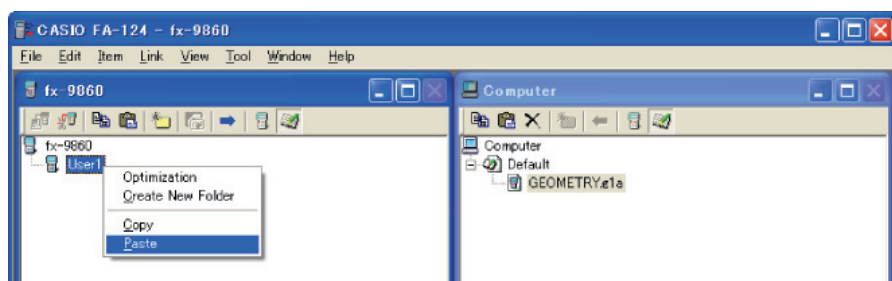 CASIO FA-124 - fx-9860
File Edit Item Link View Tool Window Help
fx-9860
fx-9860
User1
Optimization
Create New Folder
Copy
Paste
Computer
Computer
Default
GEOMETRY.g1a